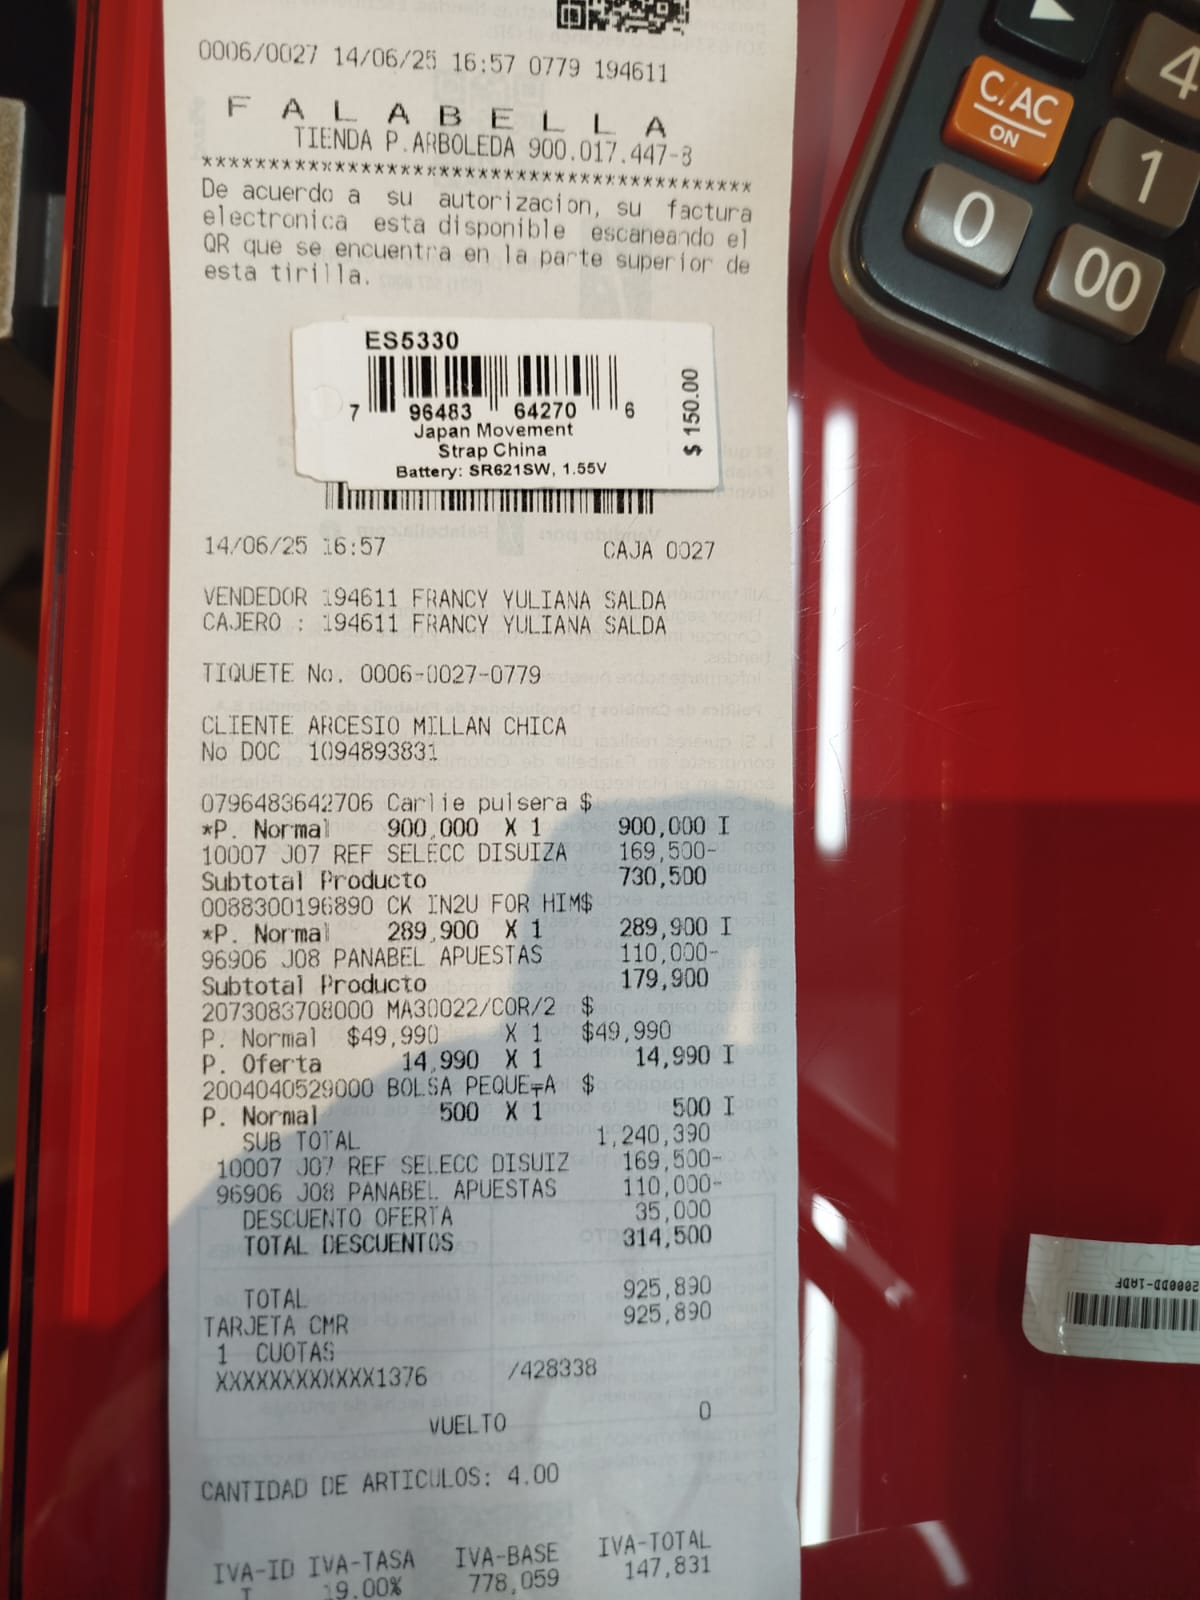 0006/0027 14/06/25 16:57 0779 194611
F A L A B E L L A
TIENDA P.ARBOLEDA 900.017.447-8
******************************************
De acuerdo a su autorizacion, su factura
electronica esta disponible escaneando el
QR que se encuentra en la parte superior de
esta tirilla.
ES5330
7 96483 64270 6
$ 150.00
Japan Movement
Strap China
Battery: SR621SW, 1.55V
14/06/25 16:57 CAJA 0027
VENDEDOR 194611 FRANCY YULIANA SALDA
CAJERO : 194611 FRANCY YULIANA SALDA
TIQUETE No. 0006-0027-0779
CLIENTE ARCESIO MILLAN CHICA
No DOC 1094893831
0796483642706 Carlie pulsera $
*P. Normal 900,000 X 1 900,000 I
10007 J07 REF SELECC DISUIZA 169,500-
Subtotal Producto 730,500
0088300196890 CK IN2U FOR HIM$
*P. Normal 289,900 X 1 289,900 I
96906 J08 PANABEL APUESTAS 110,000-
Subtotal Producto 179,900
2073083708000 MA30022/COR/2 $
P. Normal $49,990 X 1 $49,990
P. Oferta 14,990 X 1 14,990 I
2004040529000 BOLSA PEQUE╤A $
P. Normal 500 X 1 500 I
SUB TOTAL 1,240,390
10007 J07 REF SELECC DISUIZ 169,500-
96906 J08 PANABEL APUESTAS 110,000-
DESCUENTO OFERTA 35,000
TOTAL DESCUENTOS 314,500
TOTAL 925,890
TARJETA CMR 925,890
1 CUOTAS
XXXXXXXXXXXX1376 /428338
VUELTO 0
CANTIDAD DE ARTICULOS: 4.00
IVA-ID IVA-TASA IVA-BASE IVA-TOTAL
I 19.00% 778,059 147,831
C/AC
ON
4
1
0
00
2000DD-1ADF